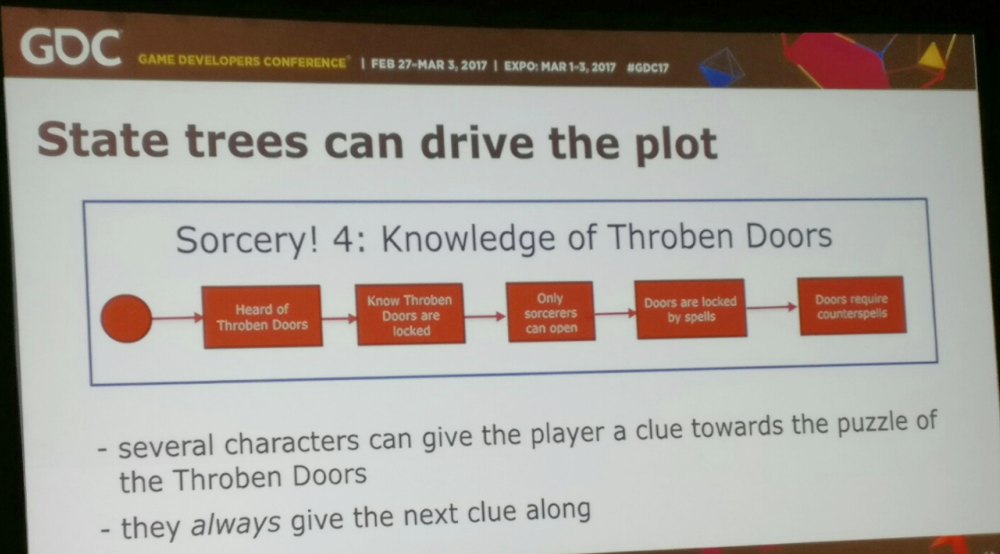 GDC GAME DEVELOPERS CONFERENCE® | FEB 27-MAR 3, 2017 | EXPO: MAR 1-3, 2017 #GDC17
State trees can drive the plot
Sorcery! 4: Knowledge of Throben Doors
Heard of
Throben Doors
Know Throben
Doors are
locked
Only
sorcerers
can open
Doors are locked
by spells
Doors require
counterspells
- several characters can give the player a clue towards the puzzle of
the Throben Doors
- they always give the next clue along